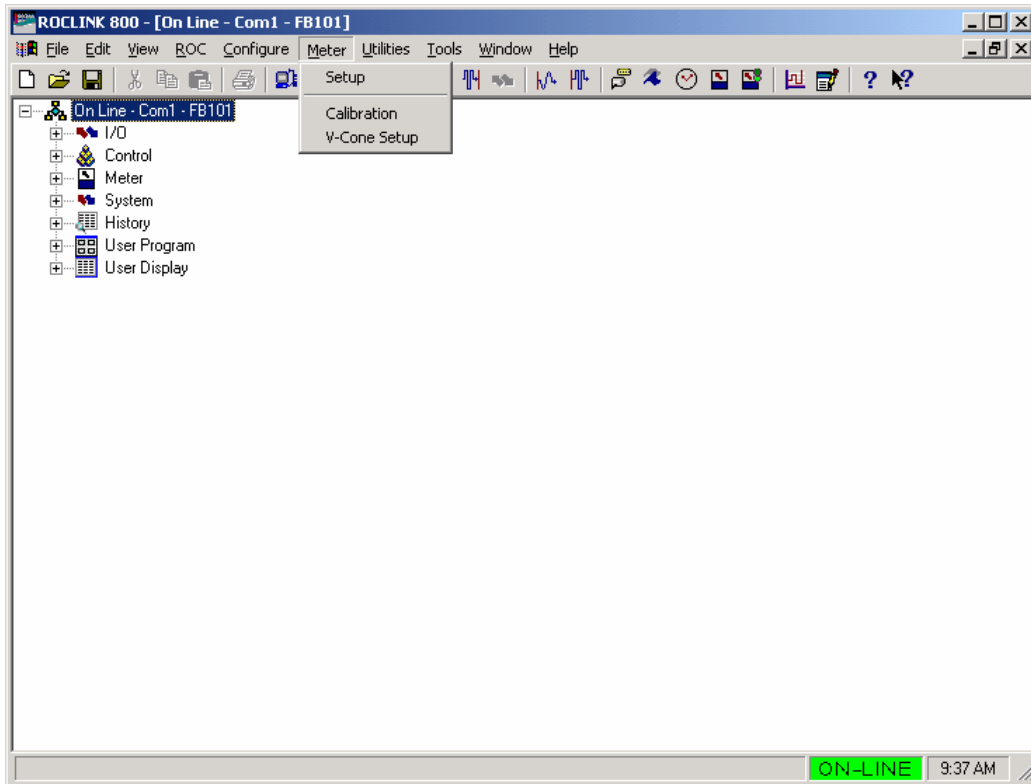 ROCLINK 800 - [On Line - Com1 - FB101]
File Edit View ROC Configure Meter Utilities Tools Window Help
Setup
Calibration
V-Cone Setup
On Line - Com1 - FB101
I/O
Control
Meter
System
History
User Program
User Display
ON-LINE 9:37 AM